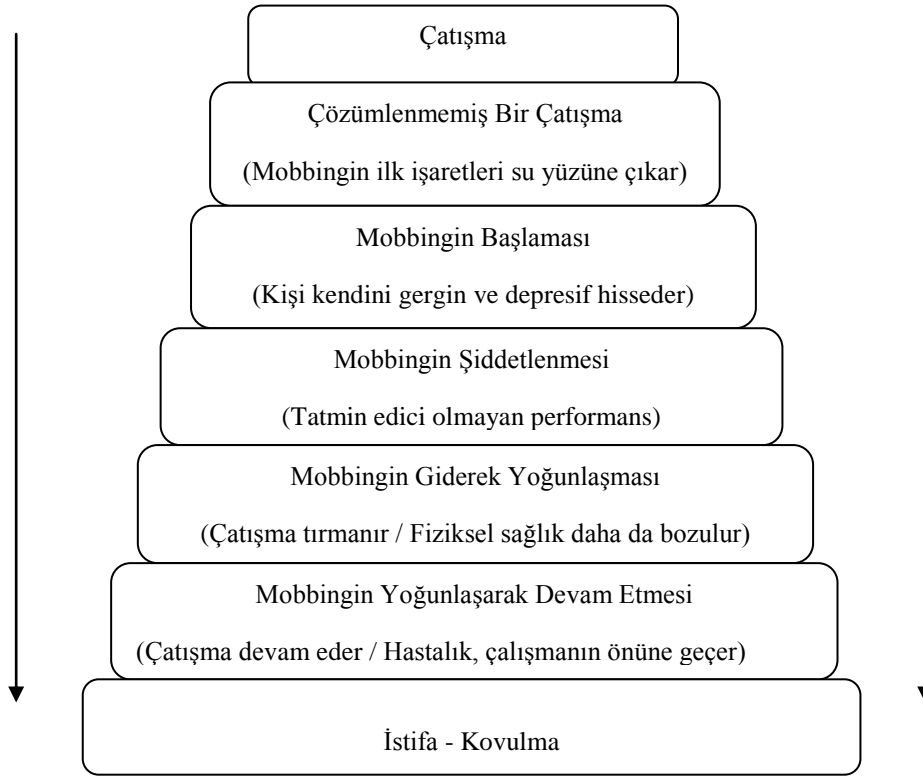 Çatışma
Çözümlenmemiş Bir Çatışma
(Mobbingin ilk işaretleri su yüzüne çıkar)
Mobbingin Başlaması
(Kişi kendini gergin ve depresif hisseder)
Mobbingin Şiddetlenmesi
(Tatmin edici olmayan performans)
Mobbingin Giderek Yoğunlaşması
(Çatışma tırmanır / Fiziksel sağlık daha da bozulur)
Mobbingin Yoğunlaşarak Devam Etmesi
(Çatışma devam eder / Hastalık, çalışmanın önüne geçer)
İstifa - Kovulma